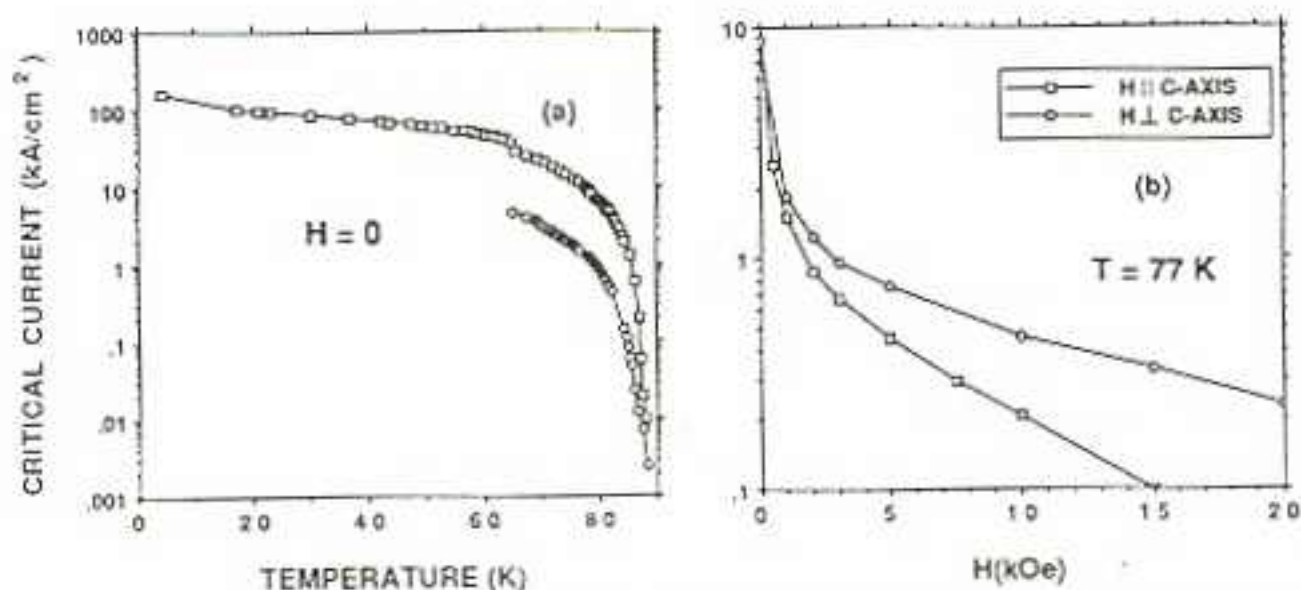 CRITICAL CURRENT (kA/cm²)
1000
100
10
1
.1
.01
.001
(a)
H = 0
0
20
40
60
80
TEMPERATURE (K)
10
1
.1
H || C-AXIS
H ⊥ C-AXIS
(b)
T = 77 K
0
5
10
15
20
H(kOe)